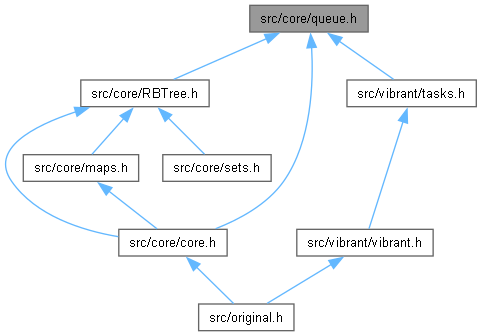 src/core/queue.h
src/core/RBTree.h
src/vibrant/tasks.h
src/core/maps.h
src/core/sets.h
src/core/core.h
src/vibrant/vibrant.h
src/original.h